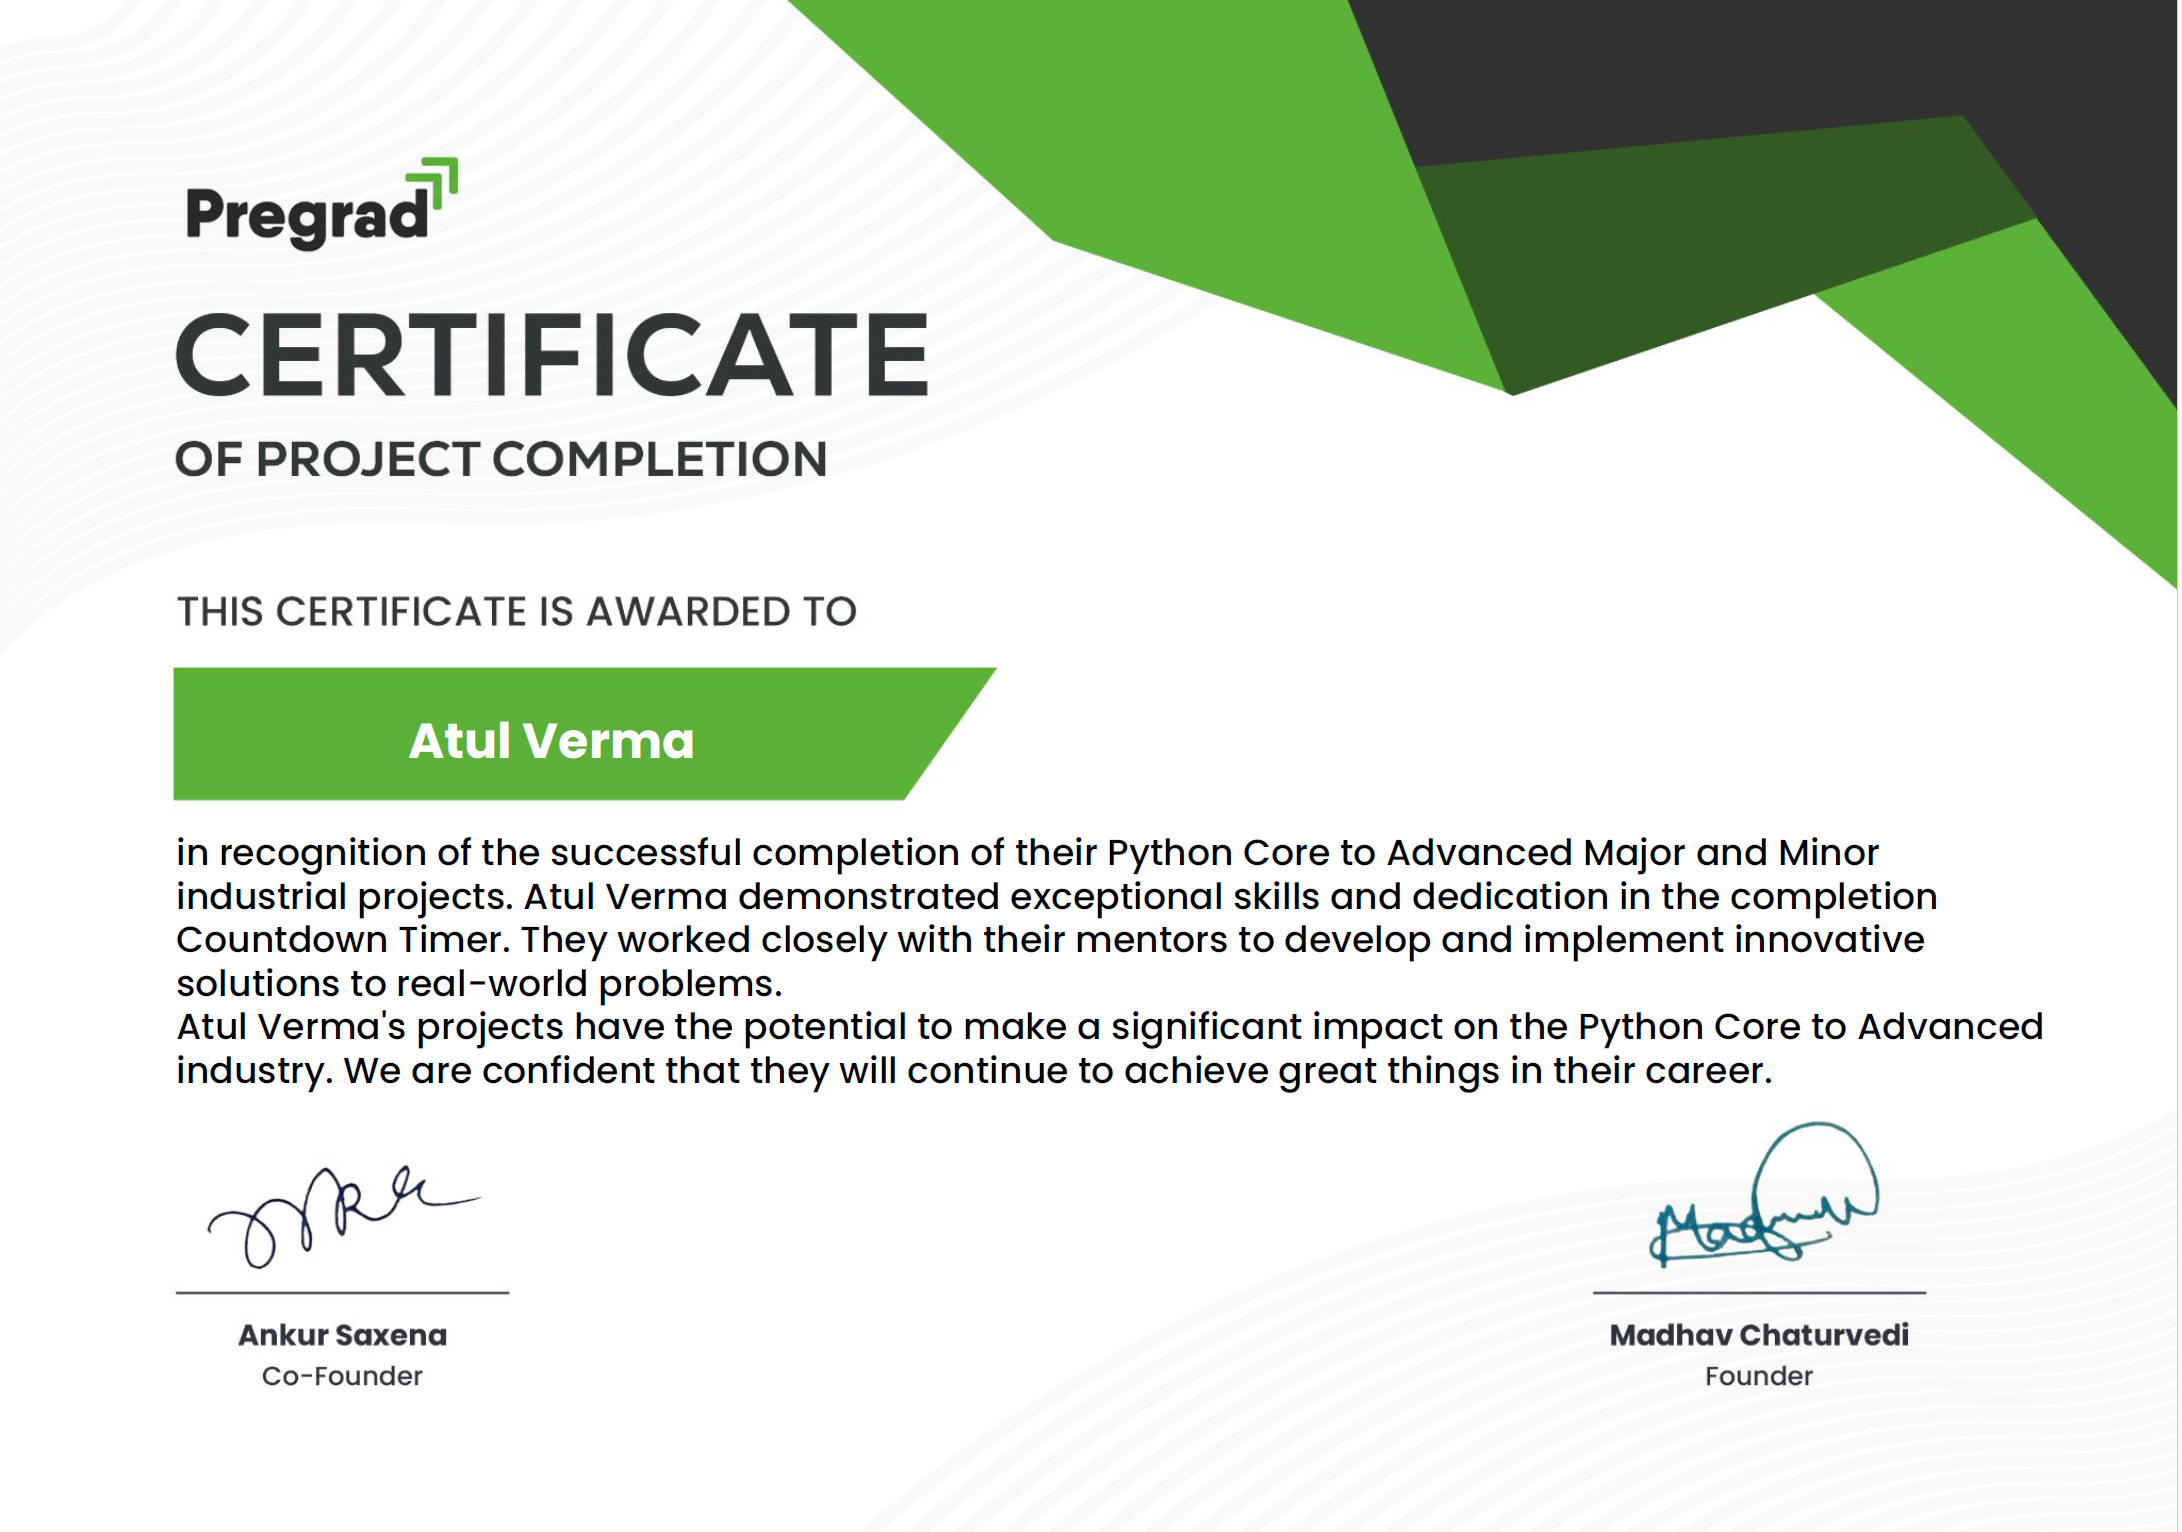 Pregrad
CERTIFICATE
OF PROJECT COMPLETION
THIS CERTIFICATE IS AWARDED TO
Atul Verma
in recognition of the successful completion of their Python Core to Advanced Major and Minor
industrial projects. Atul Verma demonstrated exceptional skills and dedication in the completion
Countdown Timer. They worked closely with their mentors to develop and implement innovative
solutions to real-world problems.
Atul Verma's projects have the potential to make a significant impact on the Python Core to Advanced
industry. We are confident that they will continue to achieve great things in their career.
Ankur Saxena
Co-Founder
Madhav Chaturvedi
Founder